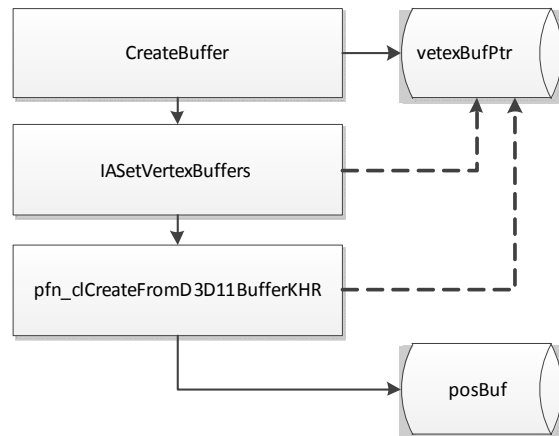 CreateBuffer
vetexBufPtr
IASetVertexBuffers
pfn_clCreateFromD3D11BufferKHR
posBuf